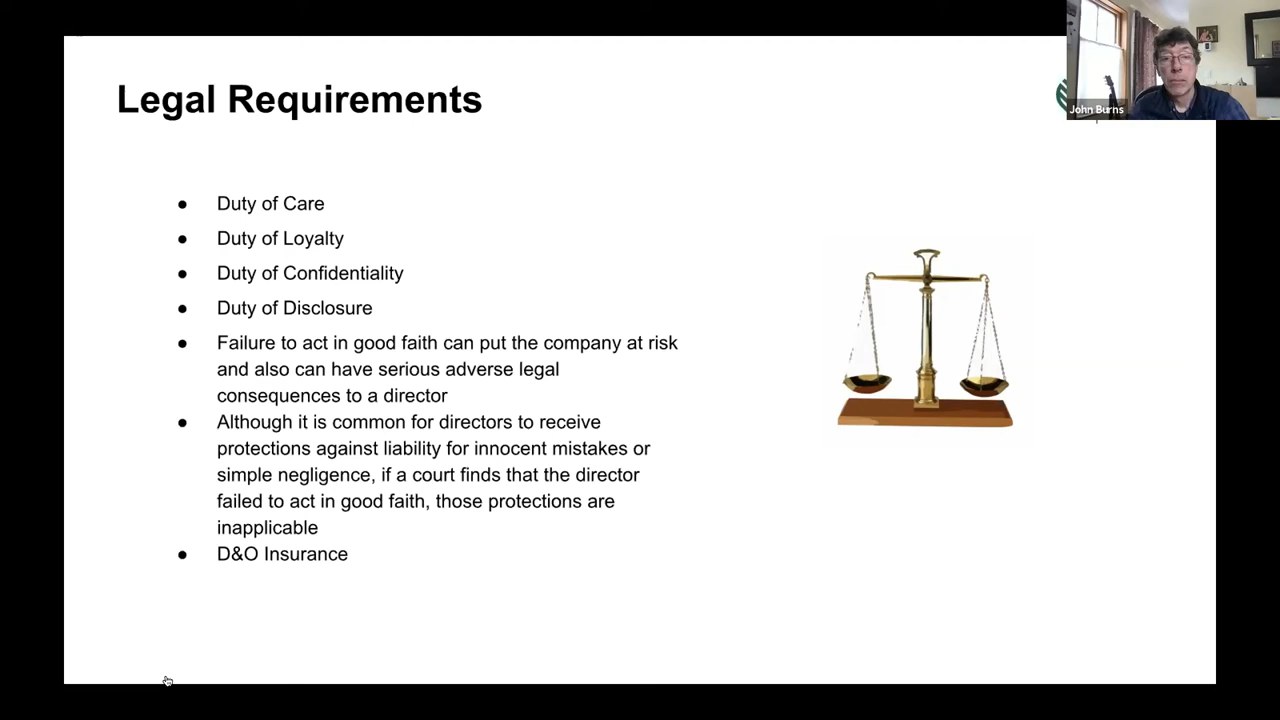 Legal Requirements
John Burns
● Duty of Care
● Duty of Loyalty
● Duty of Confidentiality
● Duty of Disclosure
● Failure to act in good faith can put the company at risk
and also can have serious adverse legal
consequences to a director
● Although it is common for directors to receive
protections against liability for innocent mistakes or
simple negligence, if a court finds that the director
failed to act in good faith, those protections are
inapplicable
● D&O Insurance